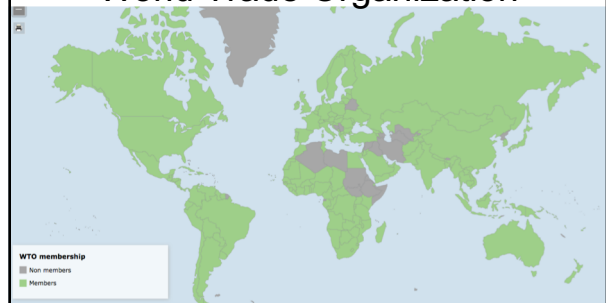 World Trade Organization
WTO membership
Non members
Members